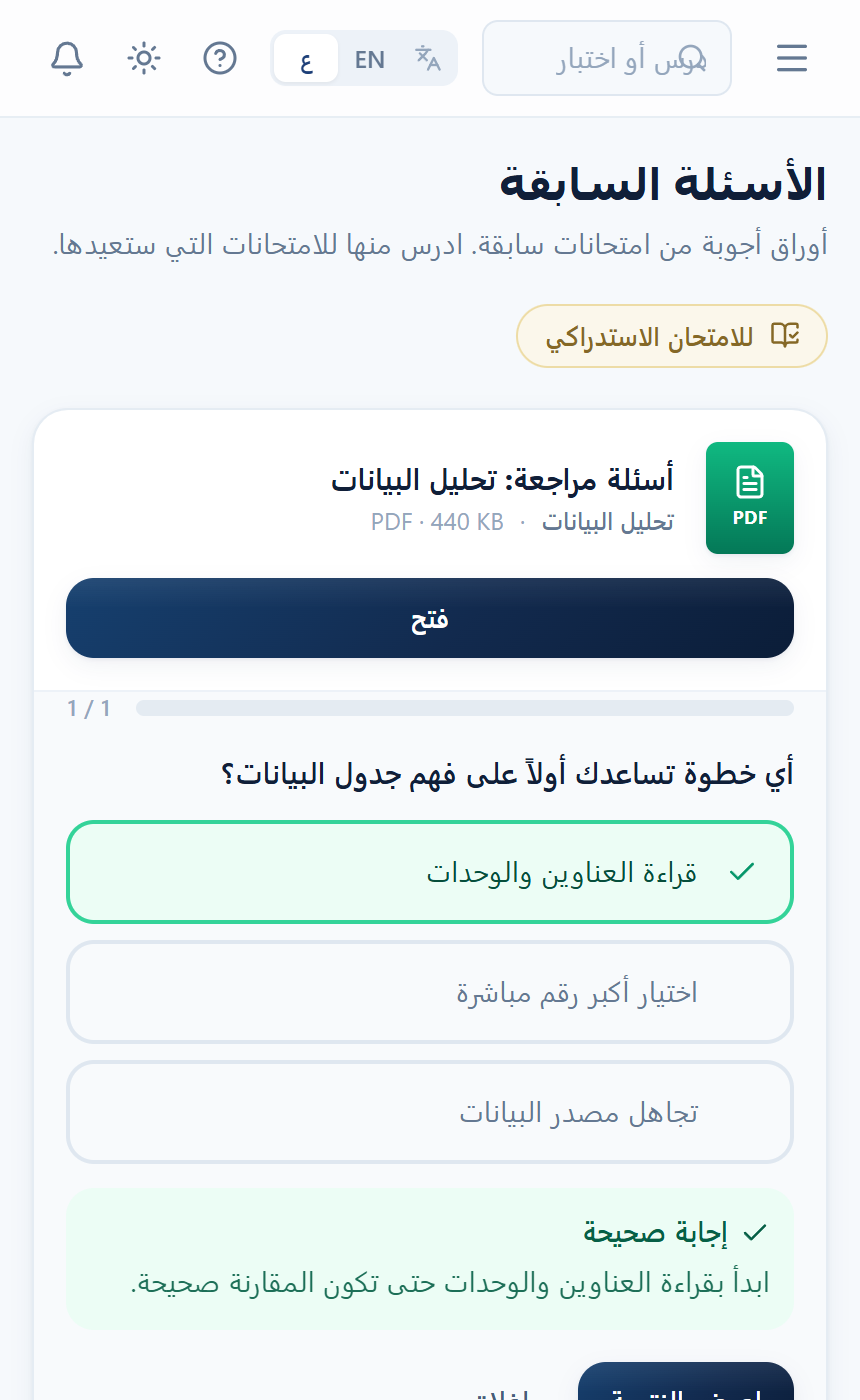 درس أو اختبار
EN
ع
الأسئلة السابقة
أوراق أجوبة من امتحانات سابقة. ادرس منها للامتحانات التي ستعيدها.
للامتحان الاستدراكي
PDF
أسئلة مراجعة: تحليل البيانات
تحليل البيانات · PDF · 440 KB
فتح
1 / 1
أي خطوة تساعدك أولاً على فهم جدول البيانات؟
قراءة العناوين والوحدات
اختيار أكبر رقم مباشرة
تجاهل مصدر البيانات
إجابة صحيحة
ابدأ بقراءة العناوين والوحدات حتى تكون المقارنة صحيحة.